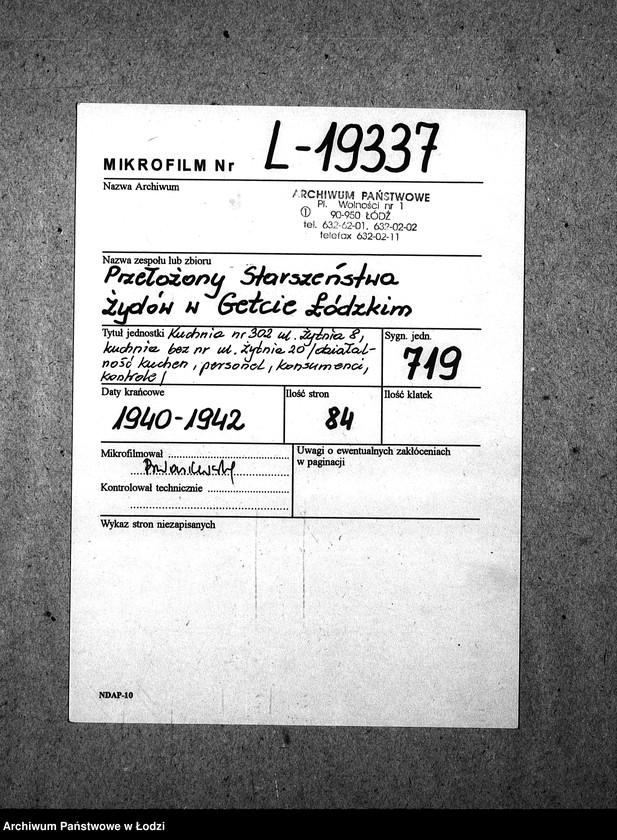 MIKROFILM Nr L-19337
Nazwa Archiwum
ARCHIWUM PAŃSTWOWE
Pl. Wolności nr 1
① 90-950 ŁÓDŹ
tel. 632-62-01, 632-02-02
telefax 632-02-11
Nazwa zespołu lub zbioru
Przełożony Starszeństwa
Żydów w Getcie Łódzkim
Tytuł jednostki Kuchnia nr 302 ul. Żytnia 8,
kuchnia bez nr ul. Żytnia 20 /działal-
ność kuchen, personel, konsumenci,
kontrole/
Sygn. jedn.
719
Daty krańcowe
1940-1942
Ilość stron
84
Ilość klatek
Mikrofilmował
Kontrolował technicznie
Uwagi o ewentualnych zakłóceniach
w paginacji
Wykaz stron niezapisanych
NDAP-10
Archiwum Państwowe w Łodzi